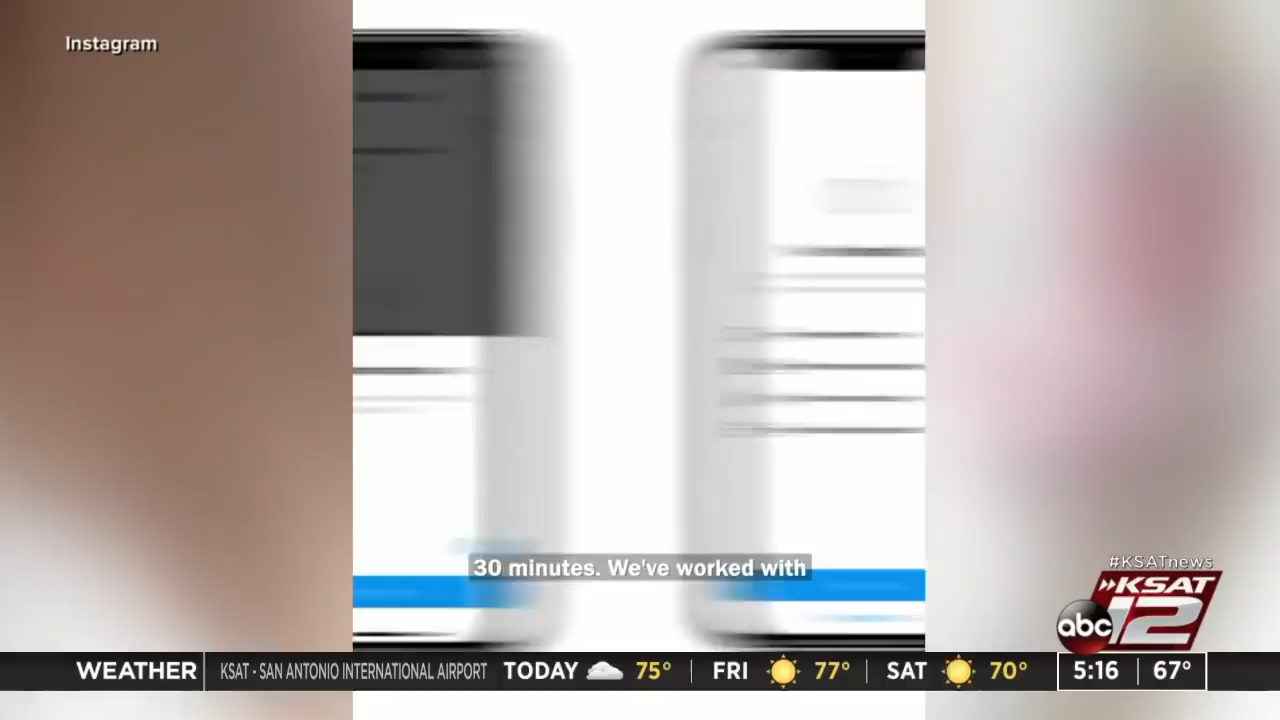 Instagram
30 minutes. We've worked with
#KSATnews
KSAT
abc 12
WEATHER KSAT - SAN ANTONIO INTERNATIONAL AIRPORT TODAY 75° FRI 77° SAT 70° 5:16 67°